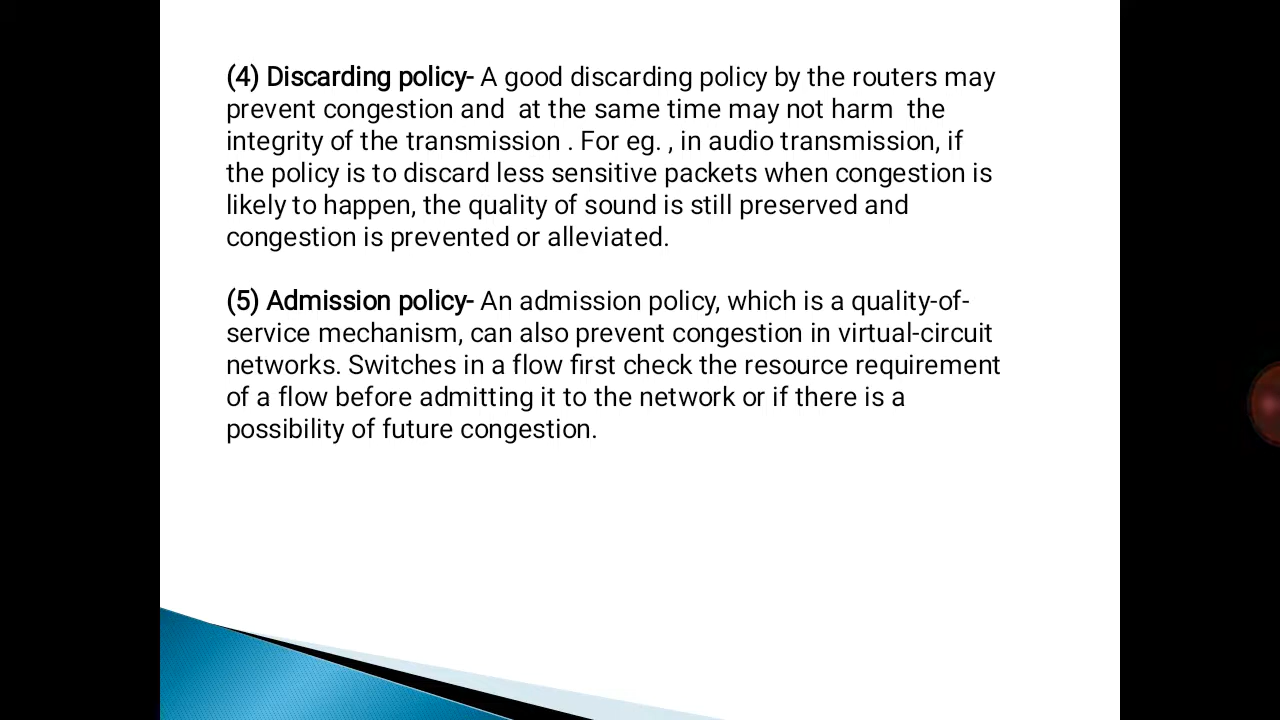 (4) Discarding policy- A good discarding policy by the routers may
prevent congestion and  at the same time may not harm  the
integrity of the transmission . For eg. , in audio transmission, if
the policy is to discard less sensitive packets when congestion is
likely to happen, the quality of sound is still preserved and
congestion is prevented or alleviated.
(5) Admission policy- An admission policy, which is a quality-of-
service mechanism, can also prevent congestion in virtual-circuit
networks. Switches in a flow first check the resource requirement
of a flow before admitting it to the network or if there is a
possibility of future congestion.